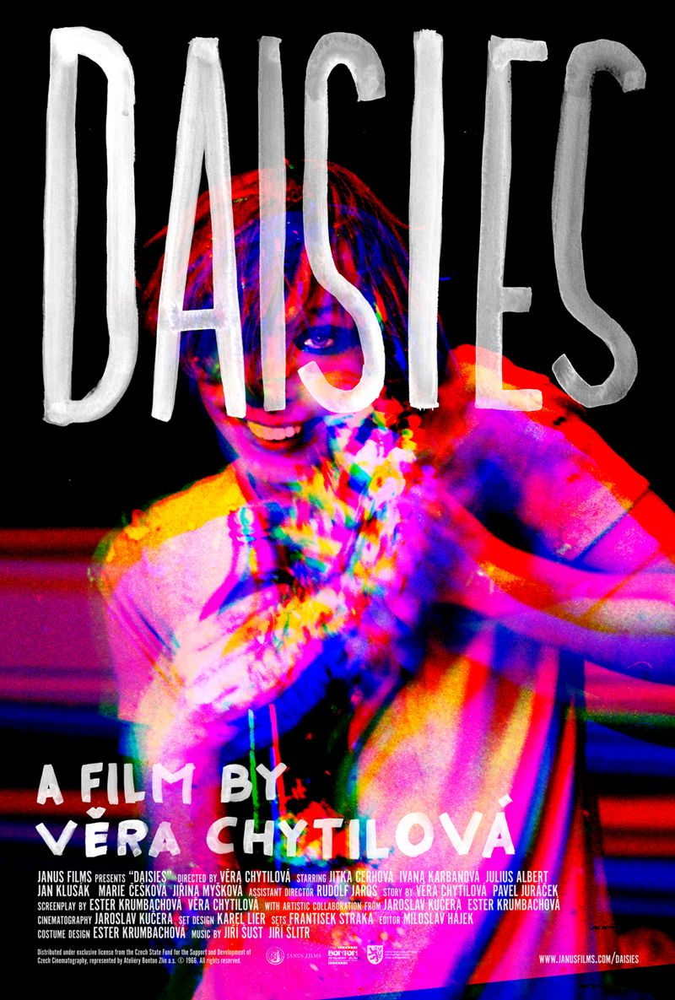 DAISIES
A FILM BY
VĚRA CHYTILOVÁ
JANUS FILMS PRESENTS "DAISIES" DIRECTED BY VĚRA CHYTILOVÁ STARRING JITKA CERHOVÁ IVANA KARBANOVÁ JULIUS ALBERT
JAN KLUSÁK MARIE ČEŠKOVÁ JIŘINA MYŠKOVÁ ASSISTANT DIRECTOR RUDOLF JAROS STORY BY VĚRA CHYTILOVÁ PAVEL JURÁČEK
SCREENPLAY BY ESTER KRUMBACHOVÁ VĚRA CHYTILOVÁ WITH ARTISTIC COLLABORATION FROM JAROSLAV KUČERA ESTER KRUMBACHOVÁ
CINEMATOGRAPHY JAROSLAV KUČERA SET DESIGN KAREL LIER SETS FRANTISEK STRAKA EDITOR MILOSLAV HÁJEK
COSTUME DESIGN ESTER KRUMBACHOVÁ MUSIC BY JIŘÍ ŠUST JIŘÍ ŠLITR
Distributed under exclusive license from the Czech State Fund for the Support and Development of
Czech Cinematography, represented by Ateliéry Bonton Zlín a.s. © 1966. All rights reserved.
JANUS FILMS
BONTON
WWW.JANUSFILMS.COM/DAISIES